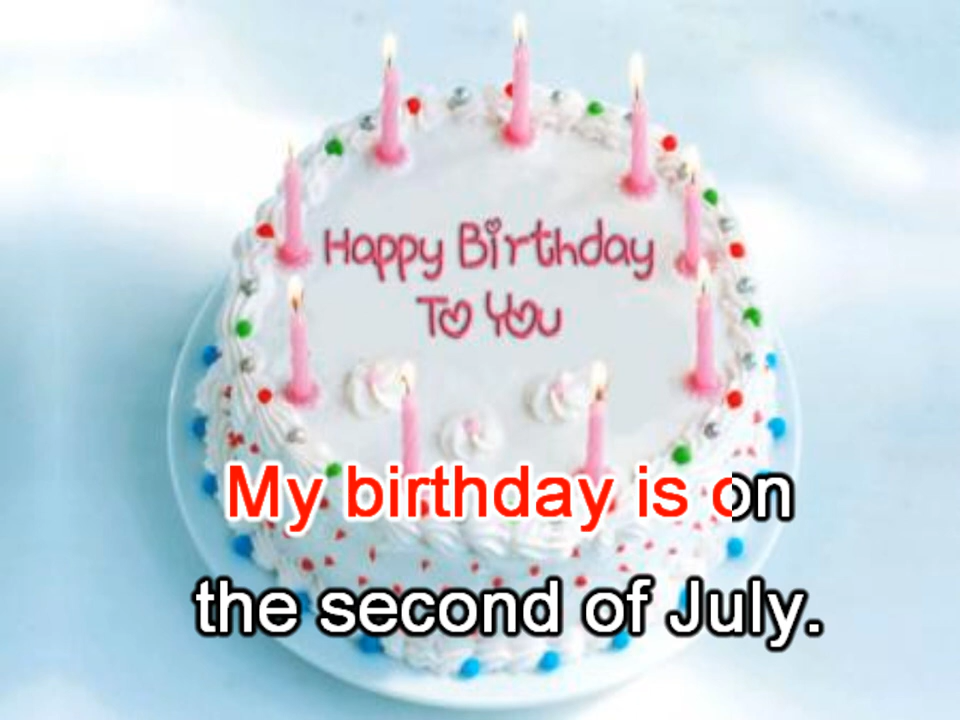 Happy Birthday
To You
My birthday is on
the second of July.